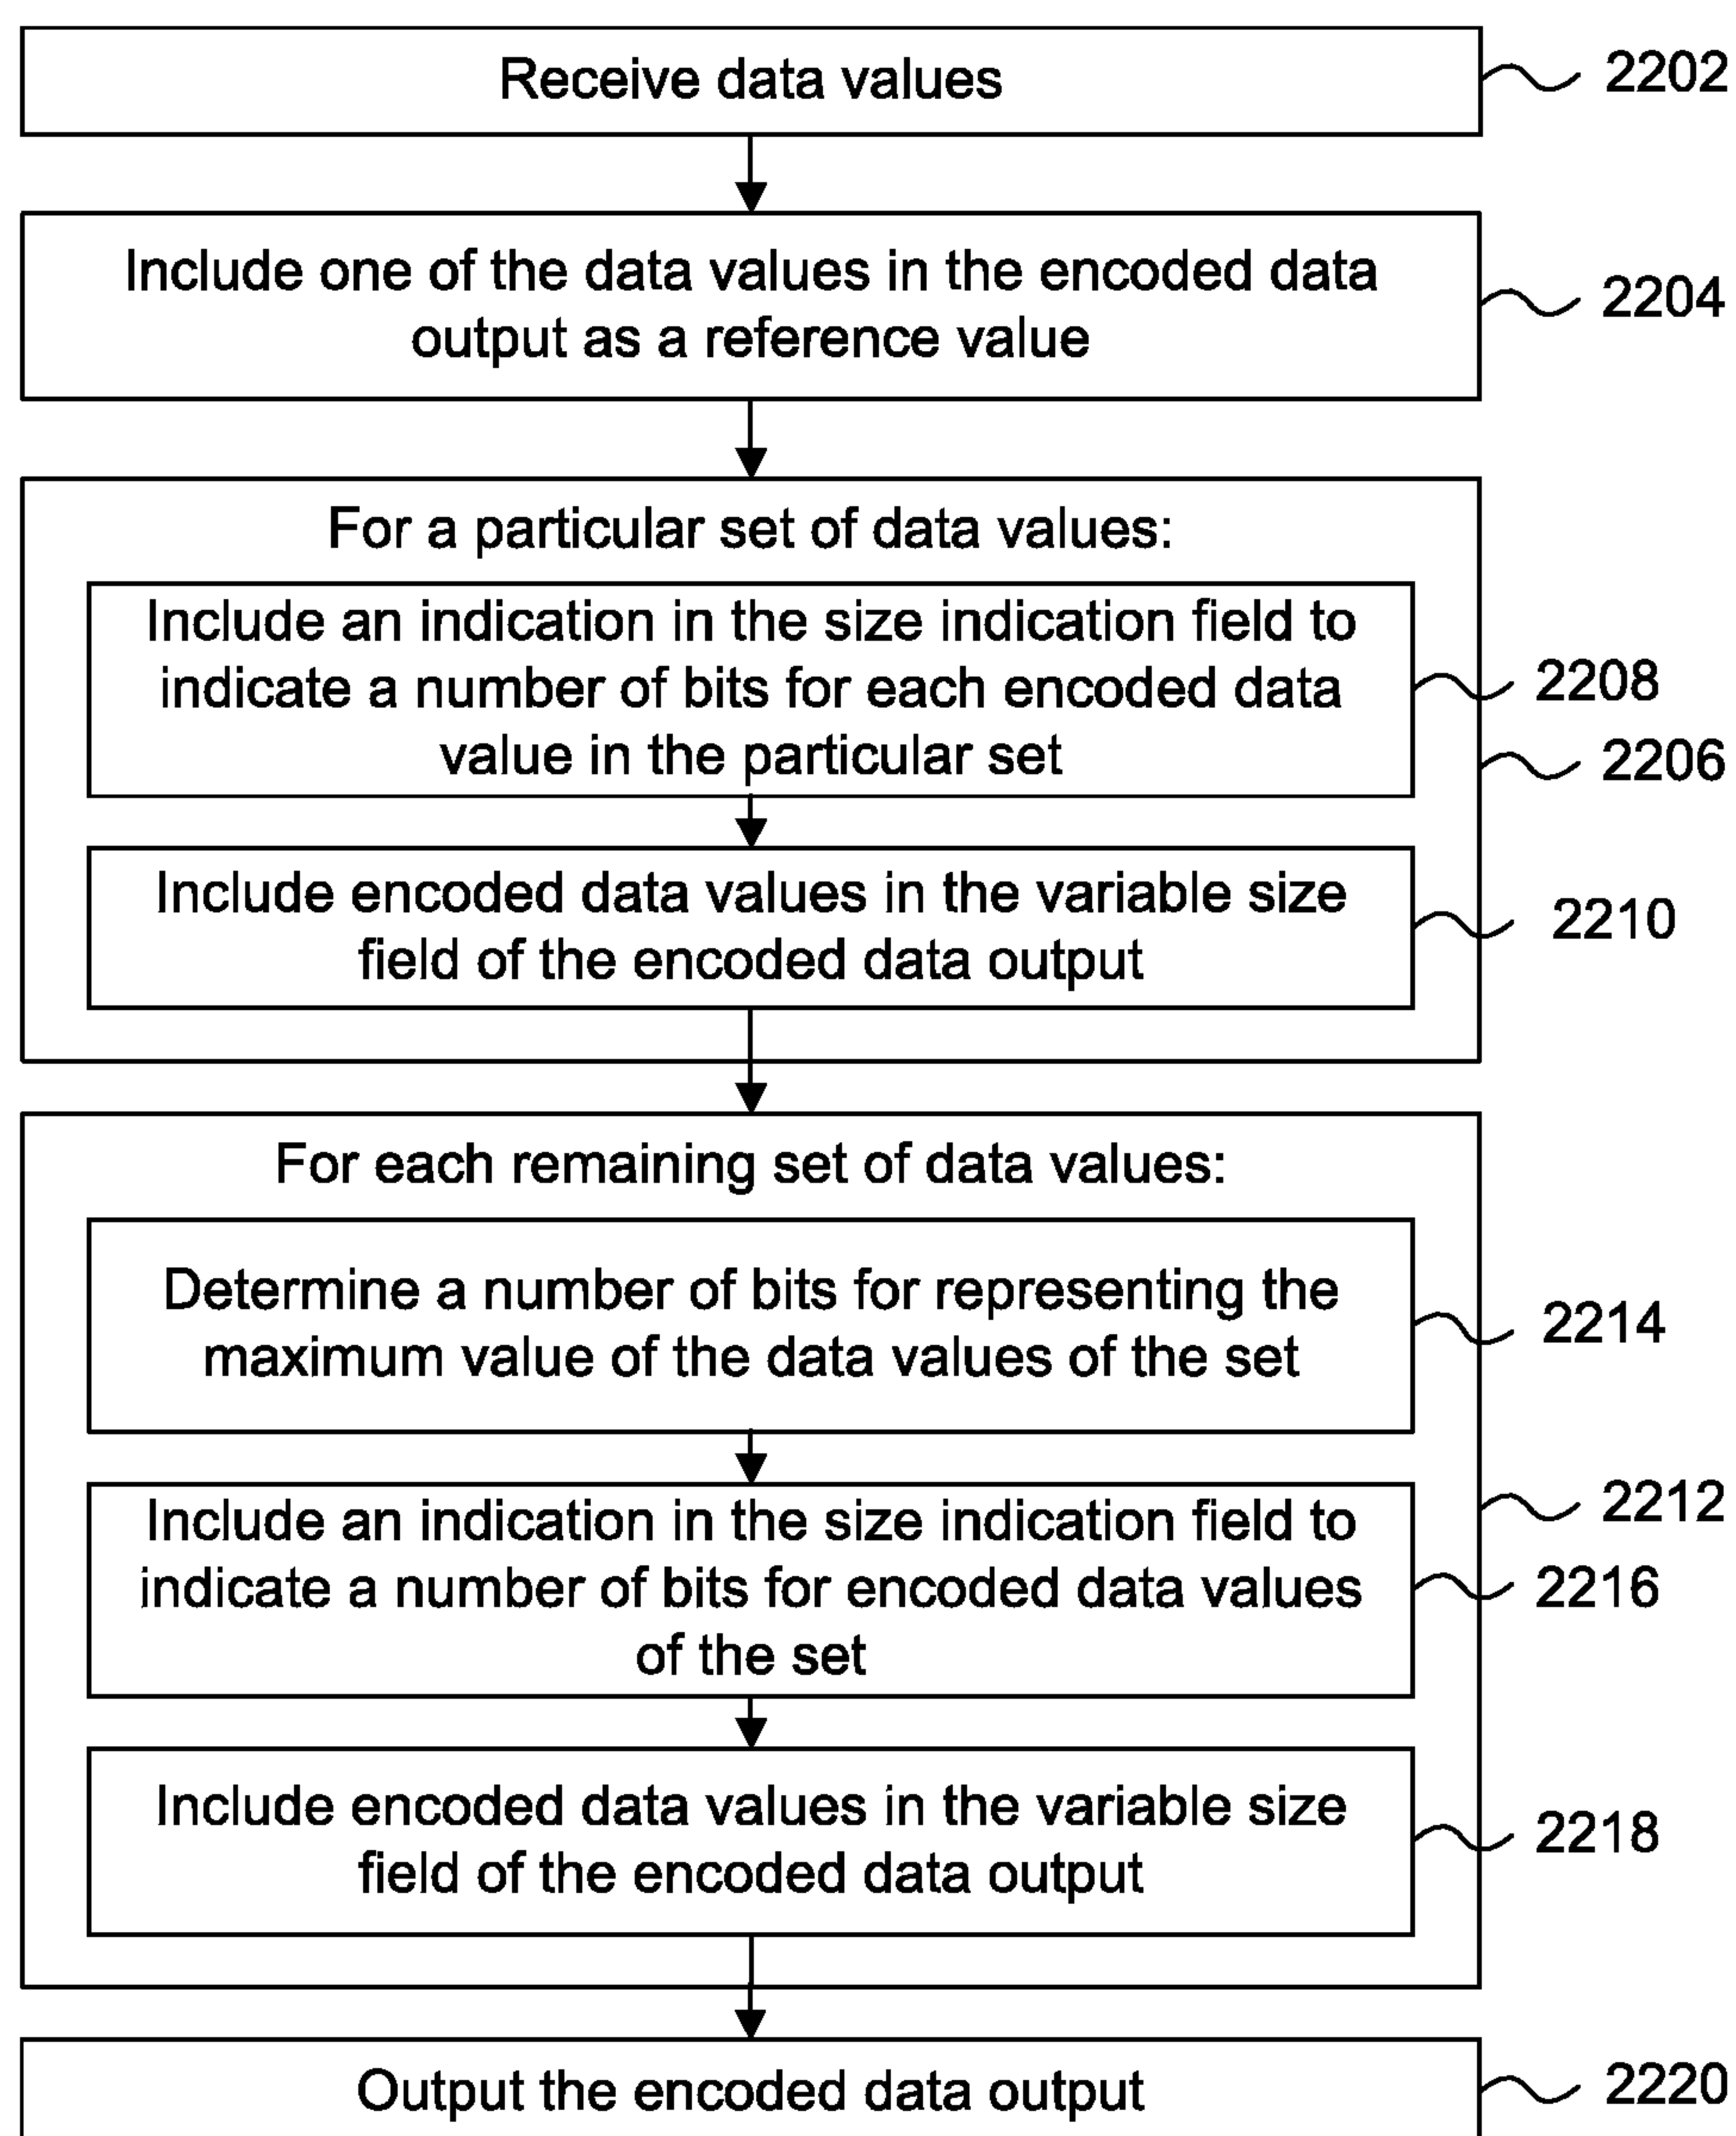 Receive data values
2202
Include one of the data values in the encoded data
output as a reference value
2204
For a particular set of data values:
Include an indication in the size indication field to
indicate a number of bits for each encoded data
value in the particular set
2208
2206
Include encoded data values in the variable size
field of the encoded data output
2210
For each remaining set of data values:
Determine a number of bits for representing the
maximum value of the data values of the set
2214
Include an indication in the size indication field to
indicate a number of bits for encoded data values
of the set
2212
2216
Include encoded data values in the variable size
field of the encoded data output
2218
Output the encoded data output
2220